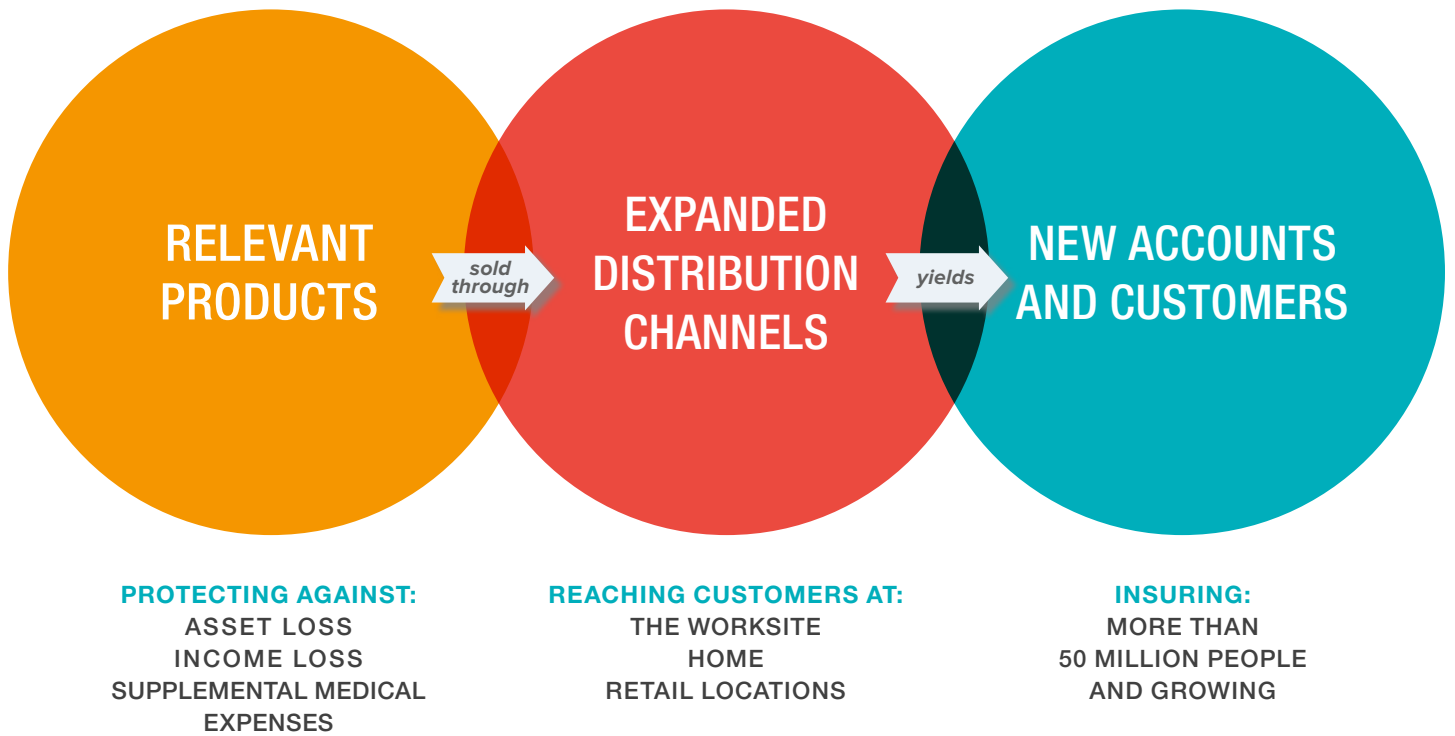 RELEVANT
PRODUCTS
sold
through
EXPANDED
DISTRIBUTION
CHANNELS
yields
NEW ACCOUNTS
AND CUSTOMERS
PROTECTING AGAINST:
ASSET LOSS
INCOME LOSS
SUPPLEMENTAL MEDICAL
EXPENSES
REACHING CUSTOMERS AT:
THE WORKSITE
HOME
RETAIL LOCATIONS
INSURING:
MORE THAN
50 MILLION PEOPLE
AND GROWING